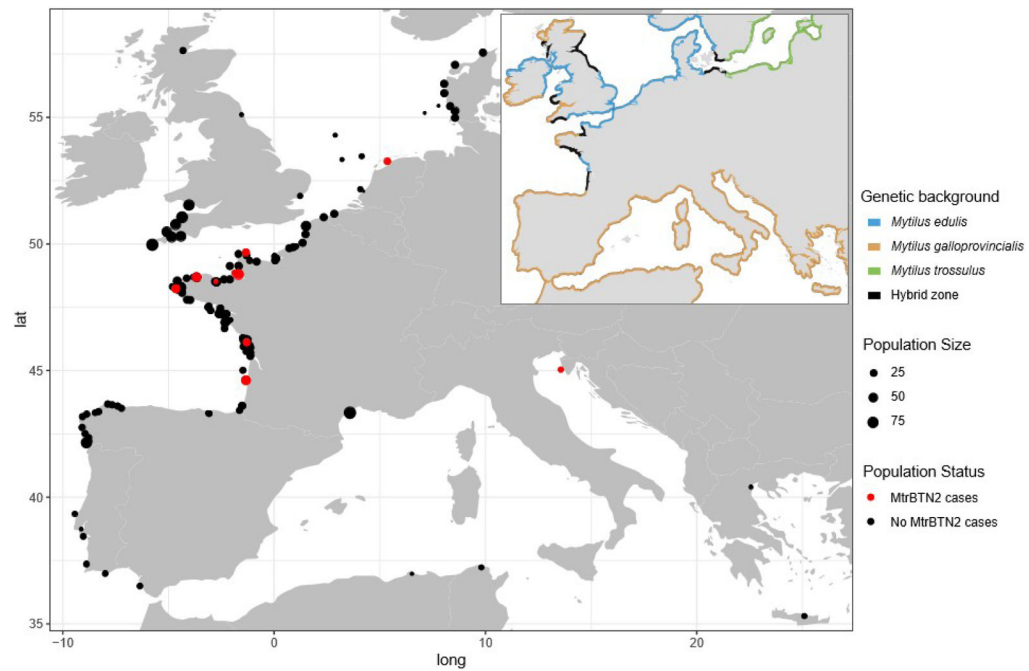 55
50
45
40
35
lat
−10
0
10
20
long
Genetic background
Mytilus edulis
Mytilus galloprovincialis
Mytilus trossulus
Hybrid zone
Population Size
25
50
75
Population Status
MtrBTN2 cases
No MtrBTN2 cases